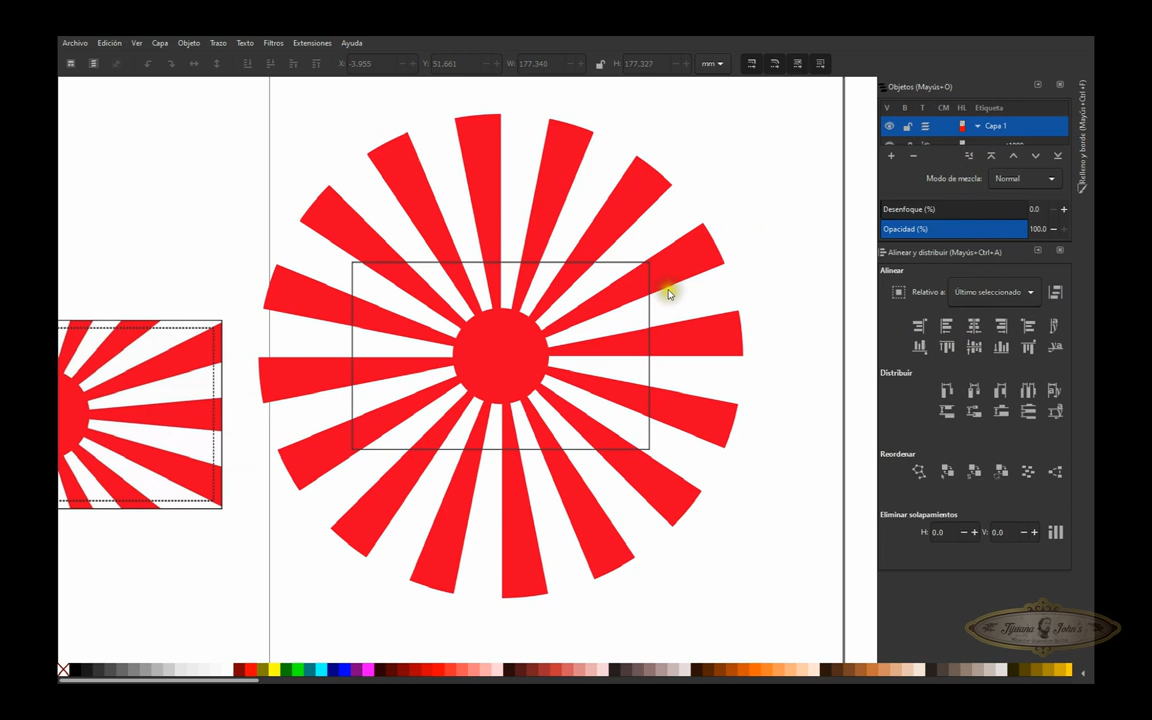 Archivo Edición Ver Capa Objeto Trazo Texto Filtros Extensiones Ayuda
X: -3.955 Y: 51.661 W: 177.340 H: 177.327 mm
Objetos (Mayús+O)
V B T CM HL Etiqueta
Capa 1
Modo de mezcla: Normal
Desenfoque (%) 0.0
Opacidad (%) 100.0
Relleno y borde (Mayús+Ctrl+F)
Alinear y distribuir (Mayús+Ctrl+A)
Alinear
Relativo a: Último seleccionado
Distribuir
Reordenar
Eliminar solapamientos
H: 0.0 V: 0.0
Tijuana John's